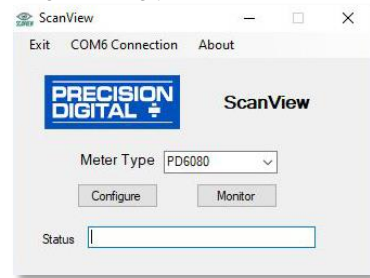 ScanView
Exit COM6 Connection About
PRECISION
DIGITAL
ScanView
Meter Type PD6080
Configure Monitor
Status